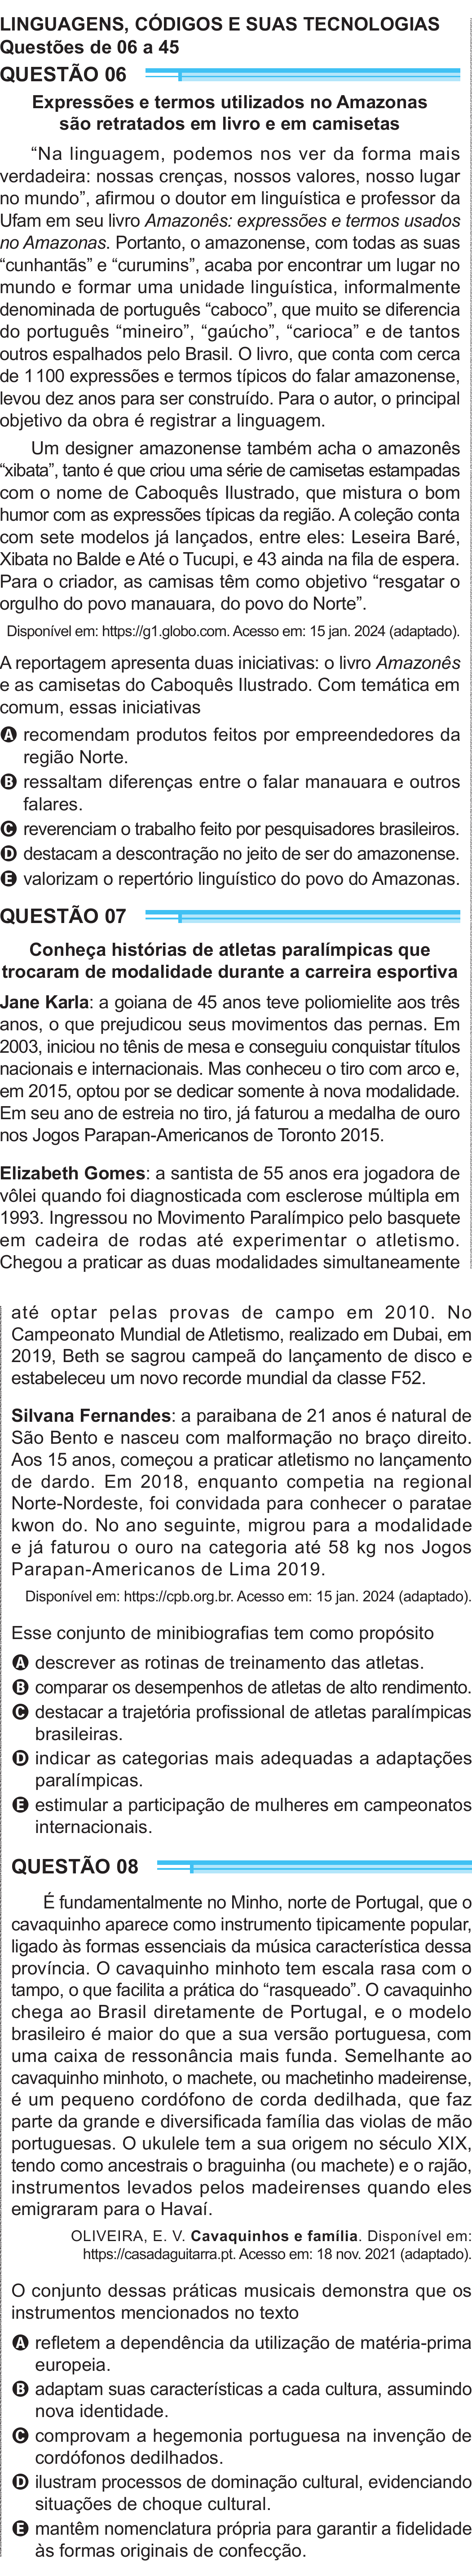 LINGUAGENS, CÓDIGOS E SUAS TECNOLOGIAS
Questões de 06 a 45
QUESTÃO 06
Expressões e termos utilizados no Amazonas
são retratados em livro e em camisetas
“Na linguagem, podemos nos ver da forma mais
verdadeira: nossas crenças, nossos valores, nosso lugar
no mundo”, afirmou o doutor em linguística e professor da
Ufam em seu livro Amazonês: expressões e termos usados
no Amazonas. Portanto, o amazonense, com todas as suas
“cunhantãs” e “curumins”, acaba por encontrar um lugar no
mundo e formar uma unidade linguística, informalmente
denominada de português “caboco”, que muito se diferencia
do português “mineiro”, “gaúcho”, “carioca” e de tantos
outros espalhados pelo Brasil. O livro, que conta com cerca
de 1 100 expressões e termos típicos do falar amazonense,
levou dez anos para ser construído. Para o autor, o principal
objetivo da obra é registrar a linguagem.
Um designer amazonense também acha o amazonês
“xibata”, tanto é que criou uma série de camisetas estampadas
com o nome de Caboquês Ilustrado, que mistura o bom
humor com as expressões típicas da região. A coleção conta
com sete modelos já lançados, entre eles: Leseira Baré,
Xibata no Balde e Até o Tucupi, e 43 ainda na fila de espera.
Para o criador, as camisas têm como objetivo “resgatar o
orgulho do povo manauara, do povo do Norte”.
Disponível em: https://g1.globo.com. Acesso em: 15 jan. 2024 (adaptado).
A reportagem apresenta duas iniciativas: o livro Amazonês
e as camisetas do Caboquês Ilustrado. Com temática em
comum, essas iniciativas
A recomendam produtos feitos por empreendedores da
região Norte.
B ressaltam diferenças entre o falar manauara e outros
falares.
C reverenciam o trabalho feito por pesquisadores brasileiros.
D destacam a descontração no jeito de ser do amazonense.
E valorizam o repertório linguístico do povo do Amazonas.
QUESTÃO 07
Conheça histórias de atletas paralímpicas que
trocaram de modalidade durante a carreira esportiva
Jane Karla: a goiana de 45 anos teve poliomielite aos três
anos, o que prejudicou seus movimentos das pernas. Em
2003, iniciou no tênis de mesa e conseguiu conquistar títulos
nacionais e internacionais. Mas conheceu o tiro com arco e,
em 2015, optou por se dedicar somente à nova modalidade.
Em seu ano de estreia no tiro, já faturou a medalha de ouro
nos Jogos Parapan-Americanos de Toronto 2015.
Elizabeth Gomes: a santista de 55 anos era jogadora de
vôlei quando foi diagnosticada com esclerose múltipla em
1993. Ingressou no Movimento Paralímpico pelo basquete
em cadeira de rodas até experimentar o atletismo.
Chegou a praticar as duas modalidades simultaneamente
até optar pelas provas de campo em 2010. No
Campeonato Mundial de Atletismo, realizado em Dubai, em
2019, Beth se sagrou campeã do lançamento de disco e
estabeleceu um novo recorde mundial da classe F52.
Silvana Fernandes: a paraibana de 21 anos é natural de
São Bento e nasceu com malformação no braço direito.
Aos 15 anos, começou a praticar atletismo no lançamento
de dardo. Em 2018, enquanto competia na regional
Norte-Nordeste, foi convidada para conhecer o paratae
kwon do. No ano seguinte, migrou para a modalidade
e já faturou o ouro na categoria até 58 kg nos Jogos
Parapan-Americanos de Lima 2019.
Disponível em: https://cpb.org.br. Acesso em: 15 jan. 2024 (adaptado).
Esse conjunto de minibiografias tem como propósito
A descrever as rotinas de treinamento das atletas.
B comparar os desempenhos de atletas de alto rendimento.
C destacar a trajetória profissional de atletas paralímpicas
brasileiras.
D indicar as categorias mais adequadas a adaptações
paralímpicas.
E estimular a participação de mulheres em campeonatos
internacionais.
QUESTÃO 08
É fundamentalmente no Minho, norte de Portugal, que o
cavaquinho aparece como instrumento tipicamente popular,
ligado às formas essenciais da música característica dessa
província. O cavaquinho minhoto tem escala rasa com o
tampo, o que facilita a prática do “rasqueado”. O cavaquinho
chega ao Brasil diretamente de Portugal, e o modelo
brasileiro é maior do que a sua versão portuguesa, com
uma caixa de ressonância mais funda. Semelhante ao
cavaquinho minhoto, o machete, ou machetinho madeirense,
é um pequeno cordófono de corda dedilhada, que faz
parte da grande e diversificada família das violas de mão
portuguesas. O ukulele tem a sua origem no século XIX,
tendo como ancestrais o braguinha (ou machete) e o rajão,
instrumentos levados pelos madeirenses quando eles
emigraram para o Havaí.
OLIVEIRA, E. V. Cavaquinhos e família. Disponível em:
https://casadaguitarra.pt. Acesso em: 18 nov. 2021 (adaptado).
O conjunto dessas práticas musicais demonstra que os
instrumentos mencionados no texto
A refletem a dependência da utilização de matéria-prima
europeia.
B adaptam suas características a cada cultura, assumindo
nova identidade.
C comprovam a hegemonia portuguesa na invenção de
cordófonos dedilhados.
D ilustram processos de dominação cultural, evidenciando
situações de choque cultural.
E mantêm nomenclatura própria para garantir a fidelidade
às formas originais de confecção.